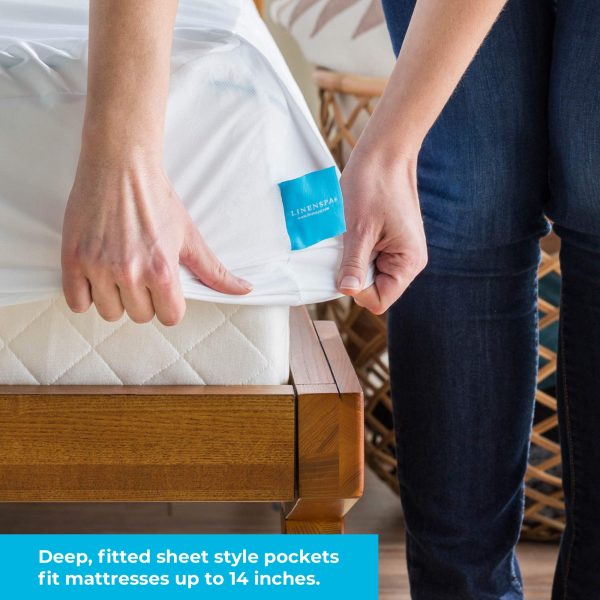 LINENSPA®
Deep, fitted sheet style pockets
fit mattresses up to 14 inches.